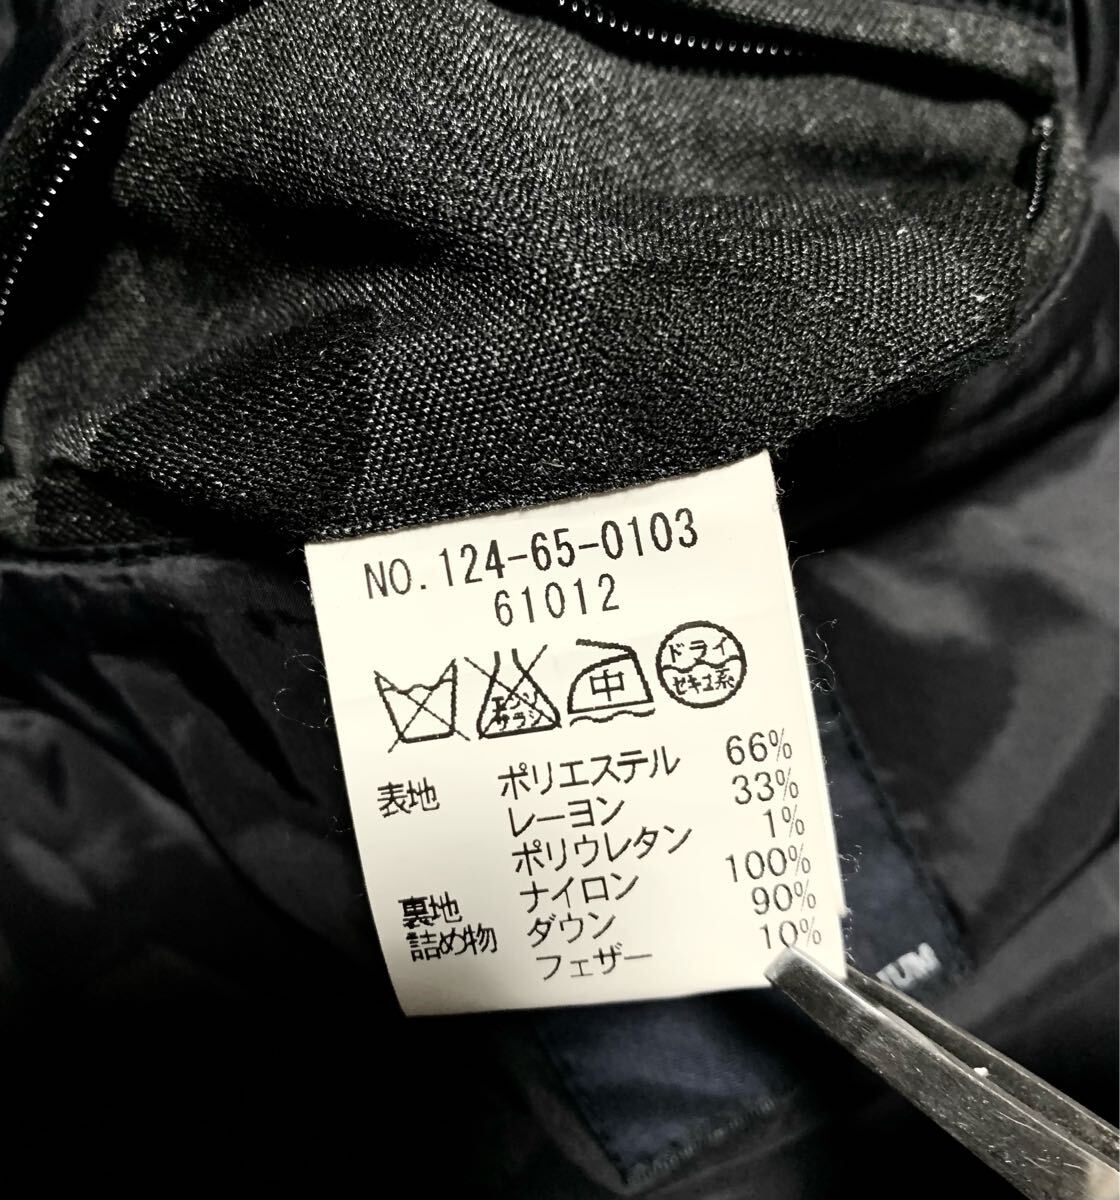 NO.124-65-0103
61012
エンソ サラシ 中 ドライ セキユ系
表地 ポリエステル 66%
レーヨン 33%
ポリウレタン 1%
裏地 ナイロン 100%
詰め物 ダウン 90%
フェザー 10%
TUM